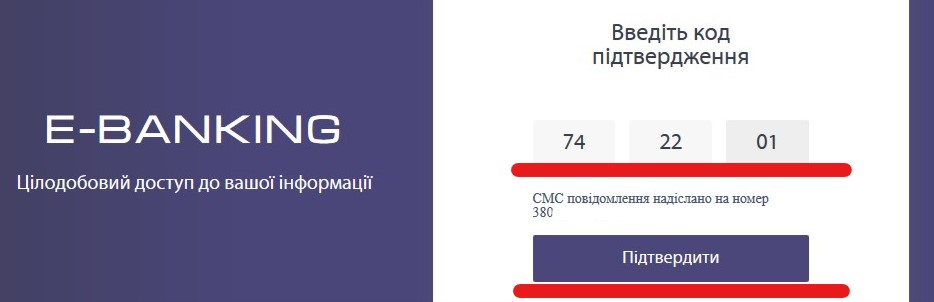 E-BANKING
Цілодобовий доступ до вашої інформації
Введіть код
підтвердження
74 22 01
СМС повідомлення надіслано на номер
380
Підтвердити